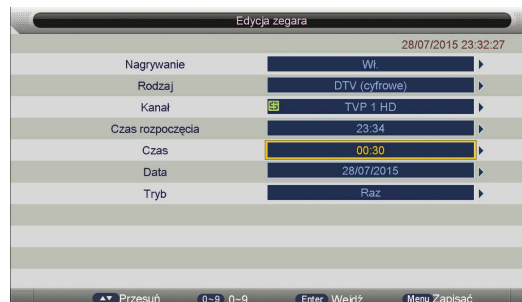 Edycja zegara
28/07/2015 23:32:27
Nagrywanie Wł.
Rodzaj DTV (cyfrowe)
Kanał $ TVP 1 HD
Czas rozpoczęcia 23:34
Czas 00:30
Data 28/07/2015
Tryb Raz
Przesuń 0~9 0~9 Enter Wejdź Menu Zapisać